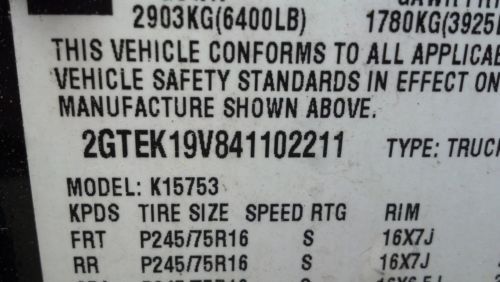 2903KG(6400LB) 1780KG(3925
THIS VEHICLE CONFORMS TO ALL APPLICAB
VEHICLE SAFETY STANDARDS IN EFFECT ON
MANUFACTURE SHOWN ABOVE.
2GTEK19V841102211 TYPE: TRUC
MODEL: K15753
KPDS TIRE SIZE SPEED RTG RIM
FRT P245/75R16 S 16X7J
RR P245/75R16 S 16X7J